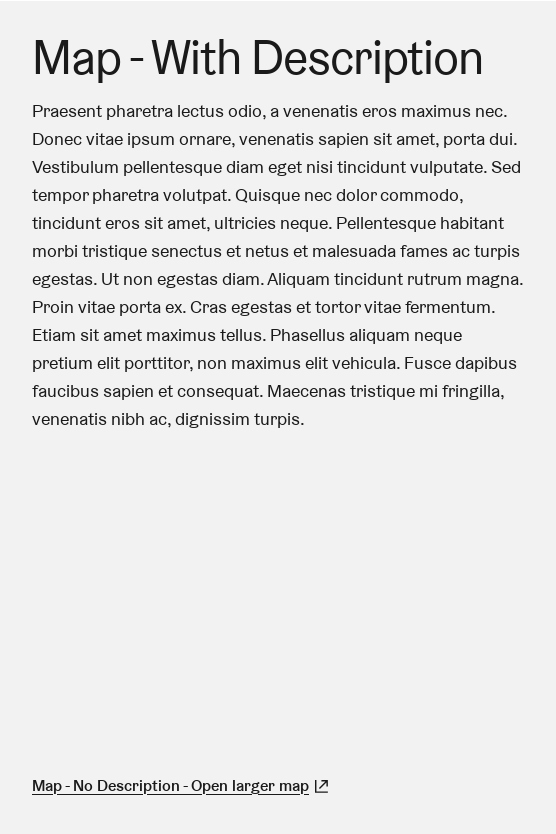 Map - With Description
Praesent pharetra lectus odio, a venenatis eros maximus nec.
Donec vitae ipsum ornare, venenatis sapien sit amet, porta dui.
Vestibulum pellentesque diam eget nisi tincidunt vulputate. Sed
tempor pharetra volutpat. Quisque nec dolor commodo,
tincidunt eros sit amet, ultricies neque. Pellentesque habitant
morbi tristique senectus et netus et malesuada fames ac turpis
egestas. Ut non egestas diam. Aliquam tincidunt rutrum magna.
Proin vitae porta ex. Cras egestas et tortor vitae fermentum.
Etiam sit amet maximus tellus. Phasellus aliquam neque
pretium elit porttitor, non maximus elit vehicula. Fusce dapibus
faucibus sapien et consequat. Maecenas tristique mi fringilla,
venenatis nibh ac, dignissim turpis.
Map - No Description - Open larger map